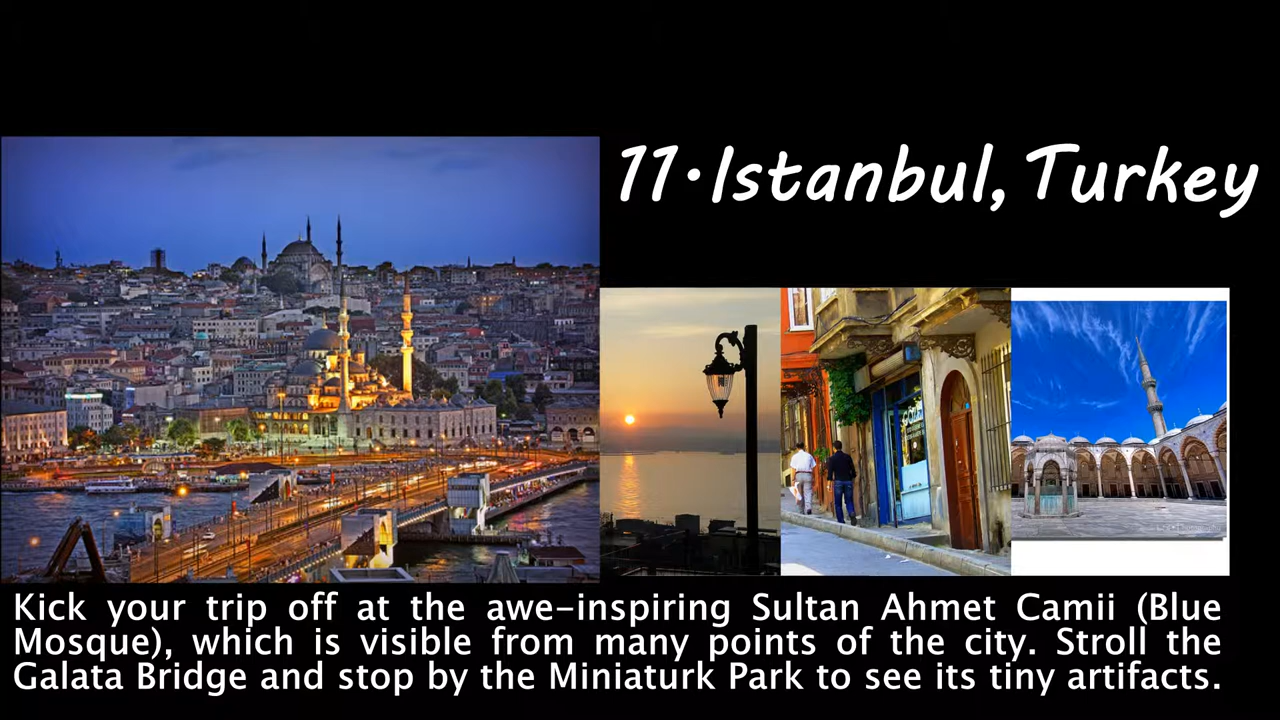 11. Istanbul, Turkey
Kick your trip off at the awe-inspiring Sultan Ahmet Camii (Blue
Mosque), which is visible from many points of the city. Stroll the
Galata Bridge and stop by the Miniaturk Park to see its tiny artifacts.